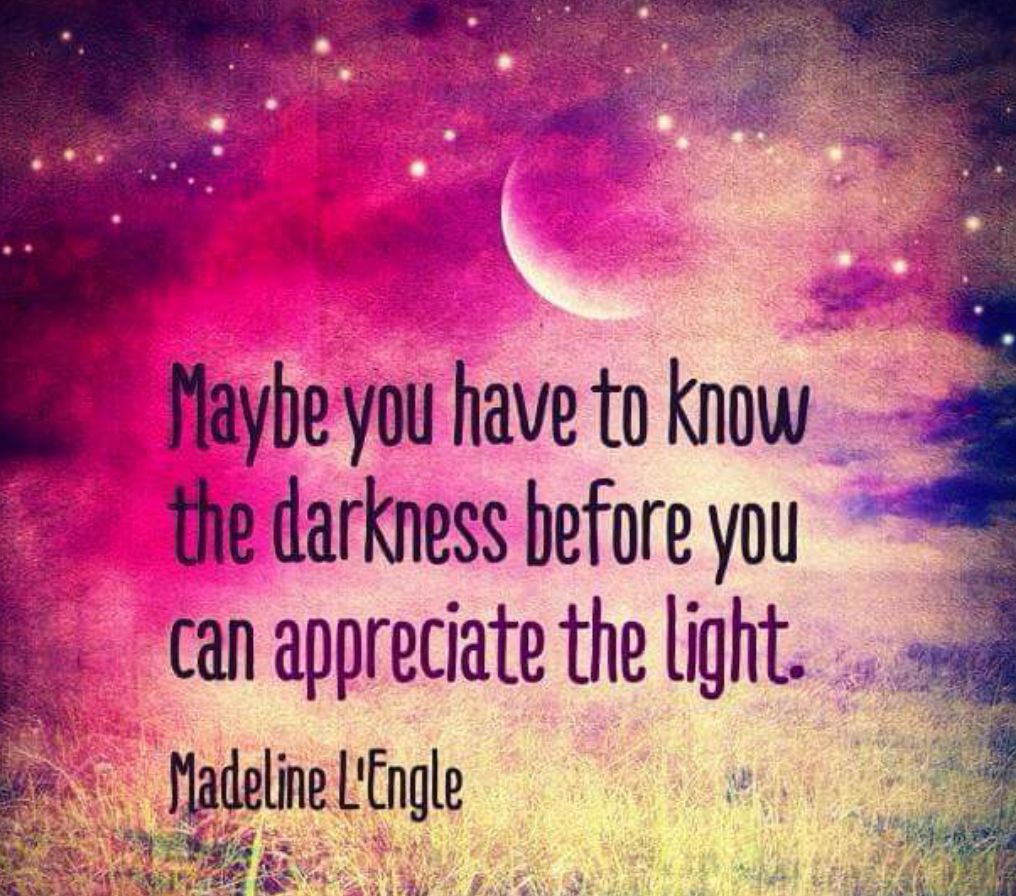 Maybe you have to know
the darkness before you
can appreciate the light.
Madeline L'Engle